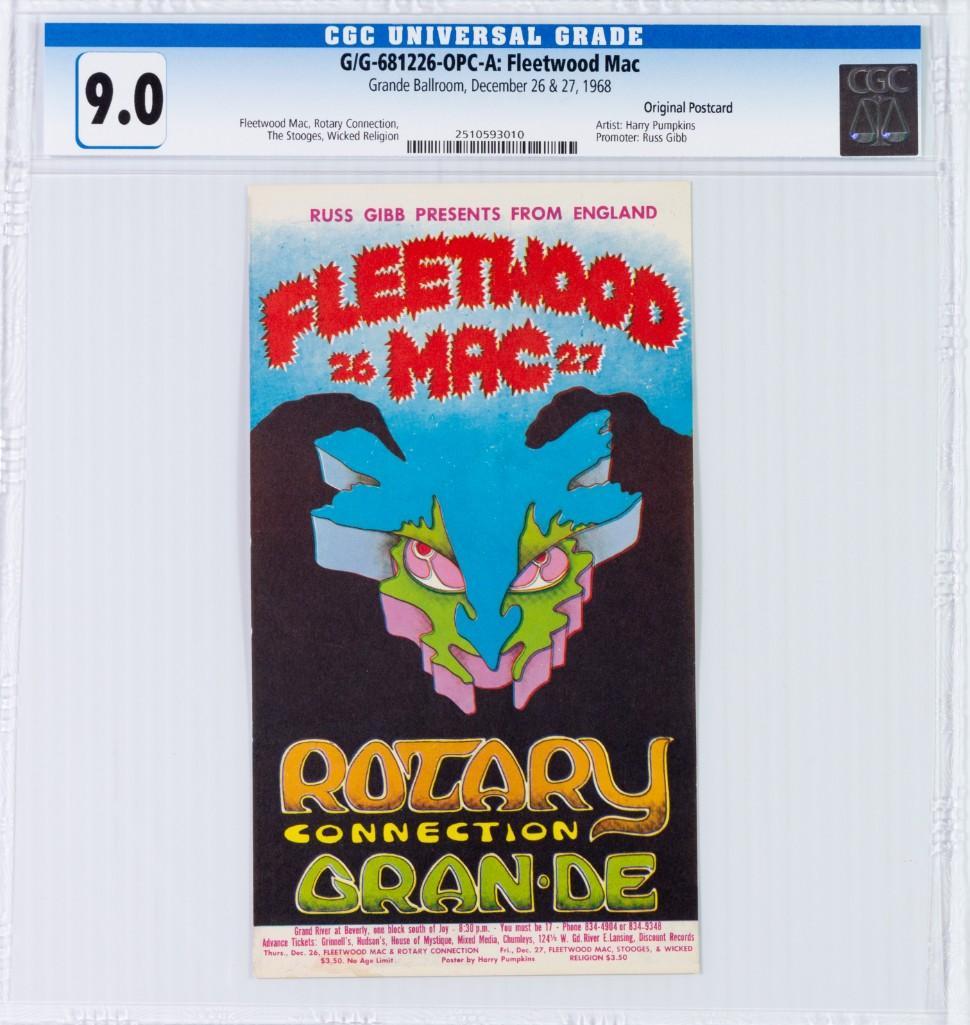 CGC UNIVERSAL GRADE
9.0
G/G-681226-OPC-A: Fleetwood Mac
Grande Ballroom, December 26 & 27, 1968
Original Postcard
Fleetwood Mac, Rotary Connection,
The Stooges, Wicked Religion
2510593010
Artist: Harry Pumpkins
Promoter: Russ Gibb
CGC
RUSS GIBB PRESENTS FROM ENGLAND
FLEETWOOD
26 MAC 27
ROTARY
CONNECTION
GRAN·DE
Grand River at Beverly, one block south of Joy - 8:30 p.m. - You must be 17 - Phone 834-4904 or 834-9348
Advance Tickets: Grinnell's, Hudson's, House of Mystique, Mixed Media, Chumleys, 124½ W. Gd. River E.Lansing, Discount Records
Thurs., Dec. 26, FLEETWOOD MAC & ROTARY CONNECTION Fri., Dec. 27, FLEETWOOD MAC, STOOGES, & WICKED
$3.50. No Age Limit. Poster by Harry Pumpkins RELIGION $3.50